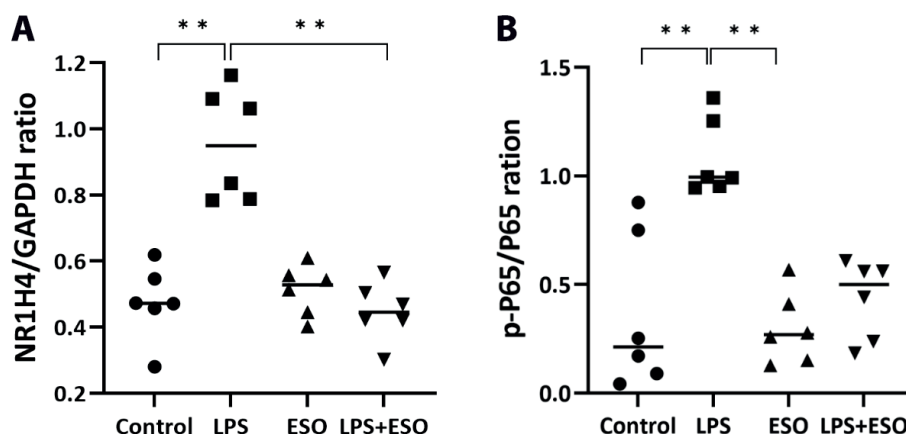 A
* *
* *
NR1H4/GAPDH ratio
1.2
1.0
0.8
0.6
0.4
0.2
Control LPS ESO LPS+ESO
B
* *
* *
p-P65/P65 ration
1.5
1.0
0.5
0.0
Control LPS ESO LPS+ESO